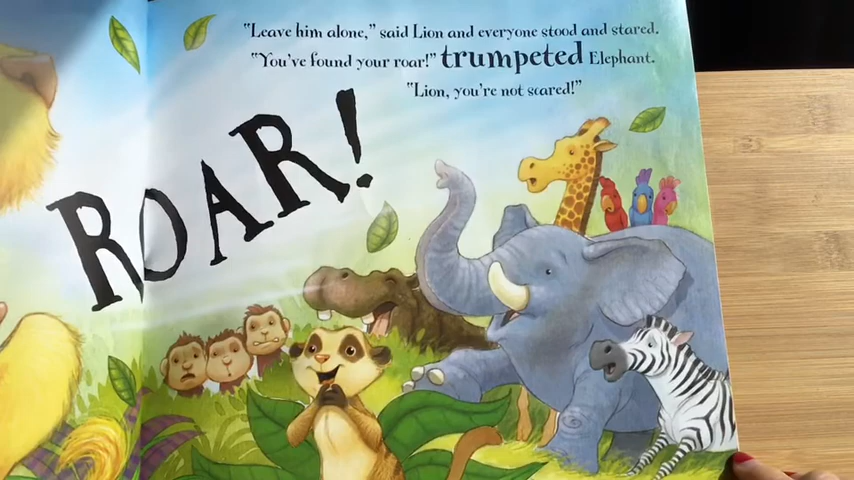 "Leave him alone," said Lion and everyone stood and stared.
"You've found your roar!" trumpeted Elephant.
"Lion, you're not scared!"
ROAR!